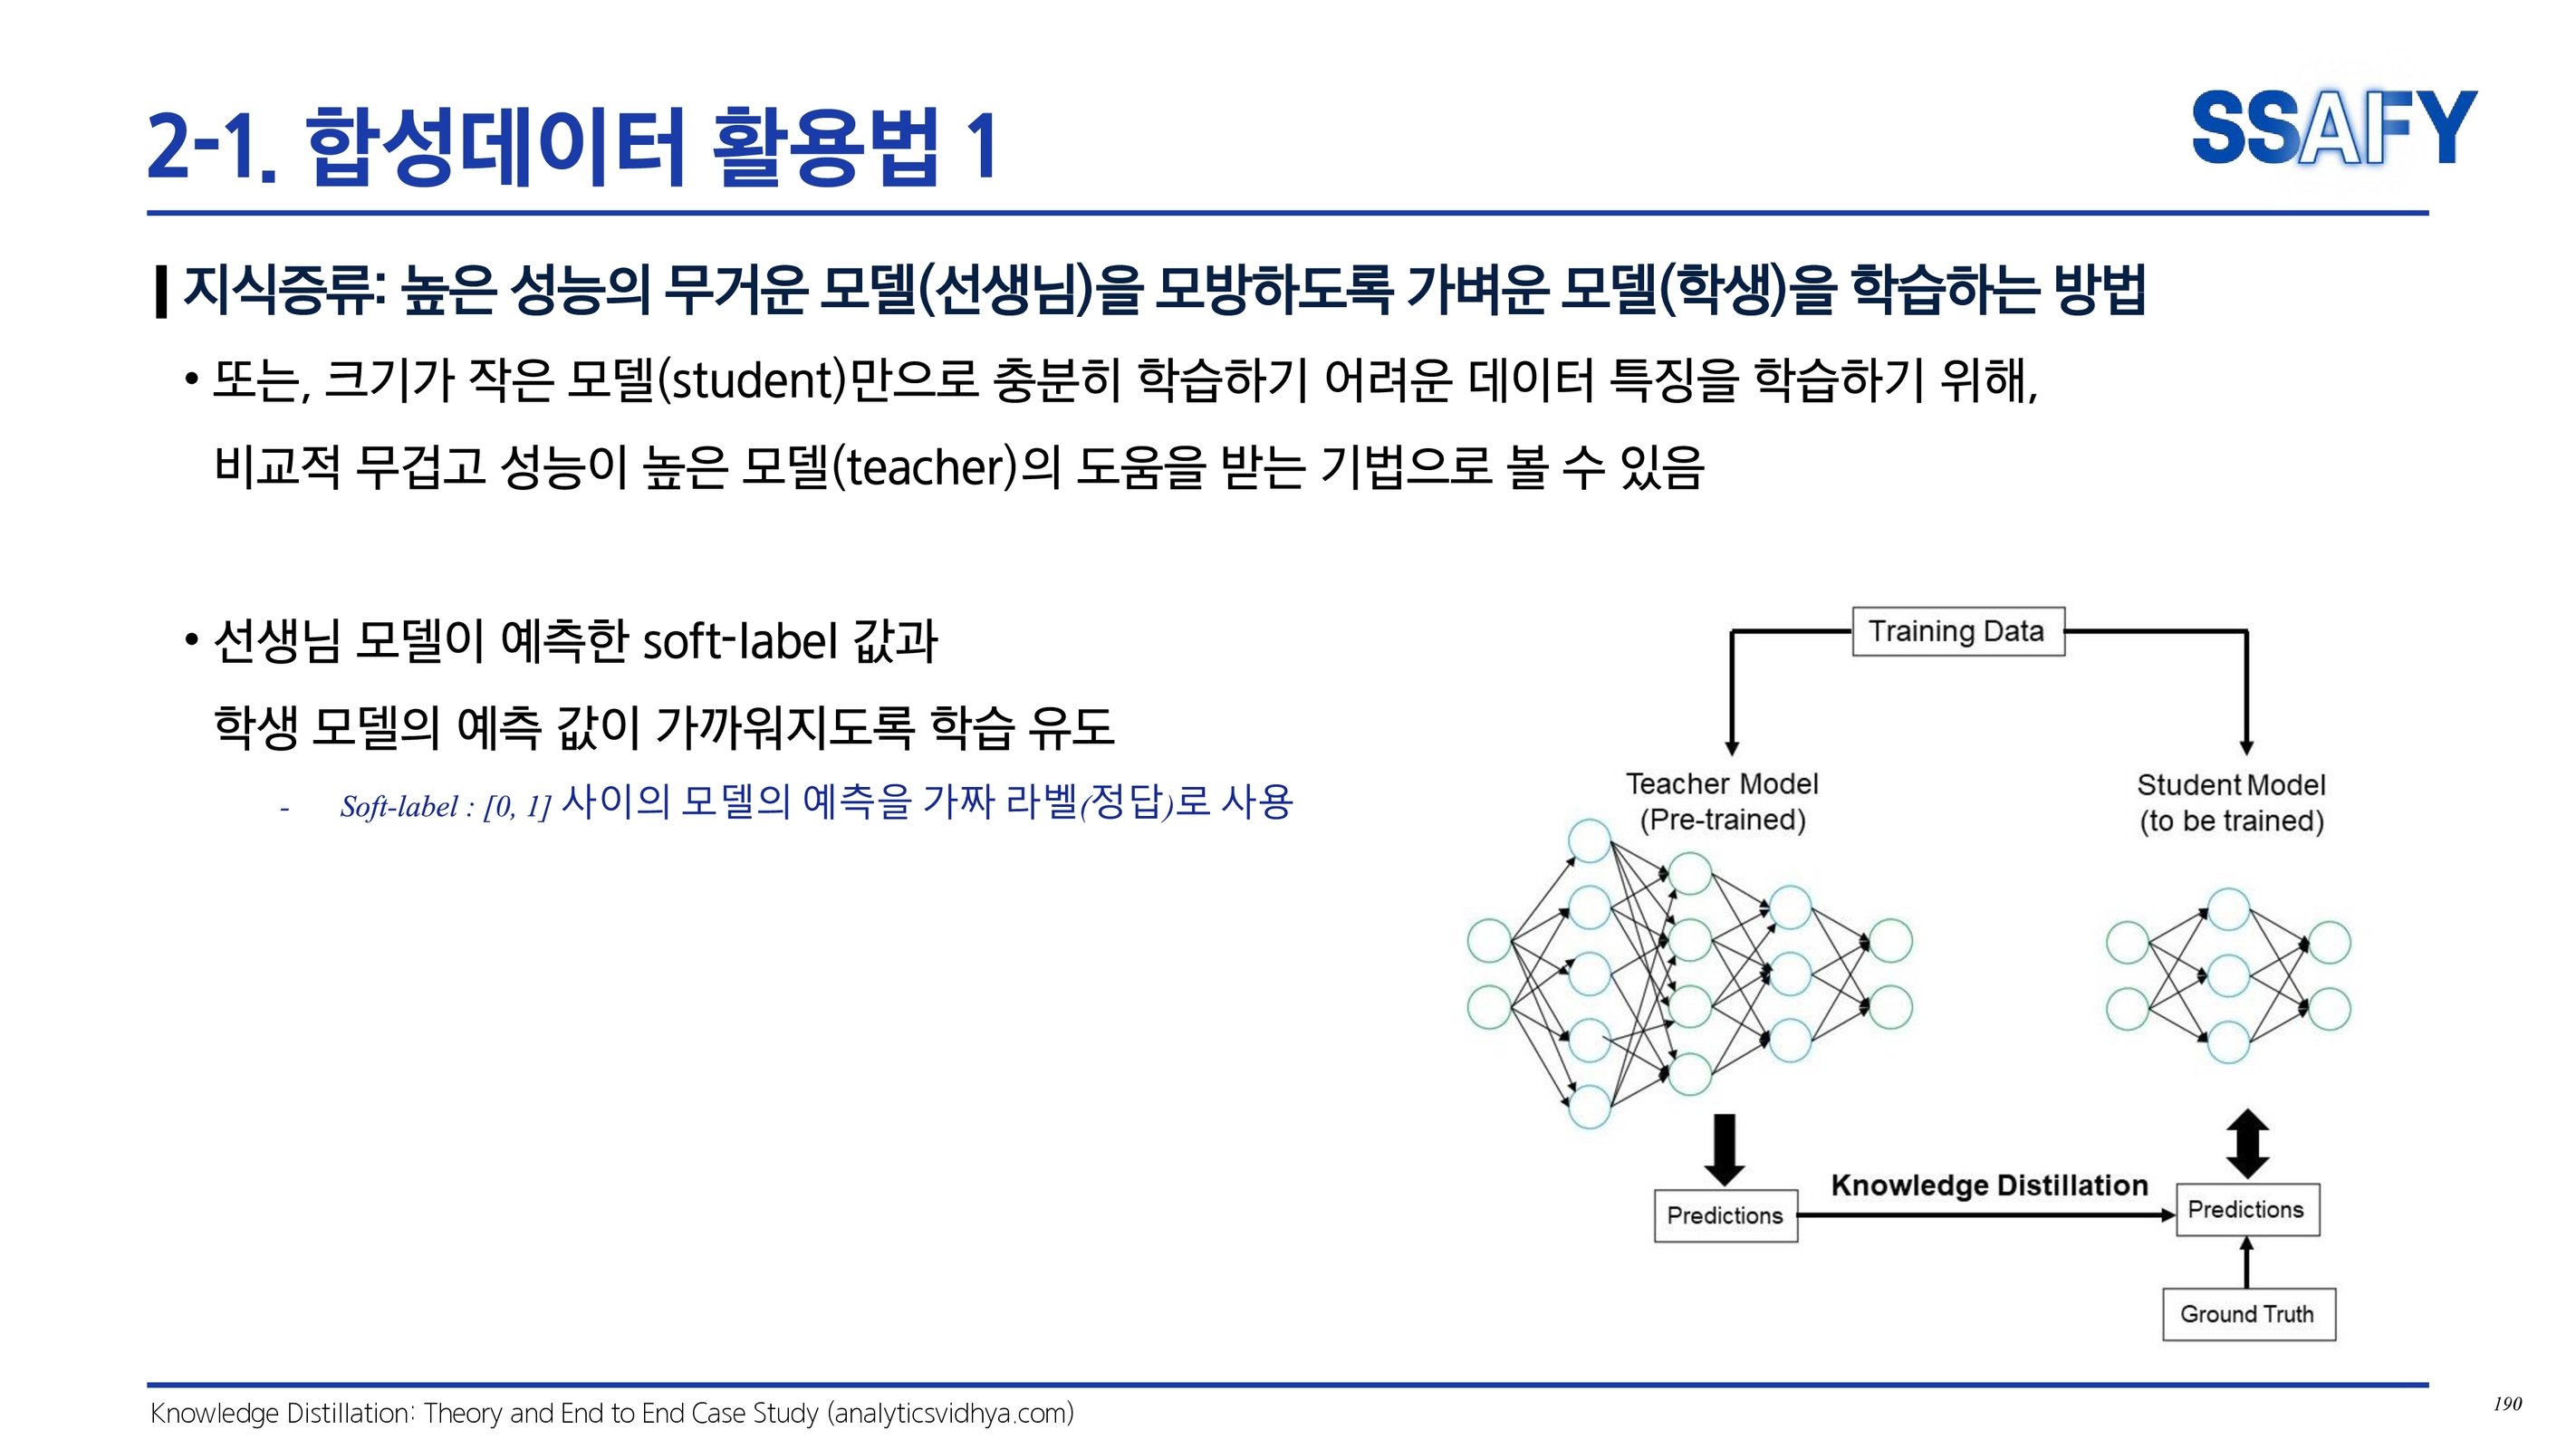 2-1. 합성데이터 활용법 1
SSAFY
지식증류: 높은 성능의 무거운 모델(선생님)을 모방하도록 가벼운 모델(학생)을 학습하는 방법
• 또는, 크기가 작은 모델(student)만으로 충분히 학습하기 어려운 데이터 특징을 학습하기 위해,
비교적 무겁고 성능이 높은 모델(teacher)의 도움을 받는 기법으로 볼 수 있음
• 선생님 모델이 예측한 soft-label 값과
학생 모델의 예측 값이 가까워지도록 학습 유도
- Soft-label : [0, 1] 사이의 모델의 예측을 가짜 라벨(정답)로 사용
Training Data
Teacher Model
(Pre-trained)
Student Model
(to be trained)
Knowledge Distillation
Predictions
Predictions
Ground Truth
Knowledge Distillation: Theory and End to End Case Study (analyticsvidhya.com)
190